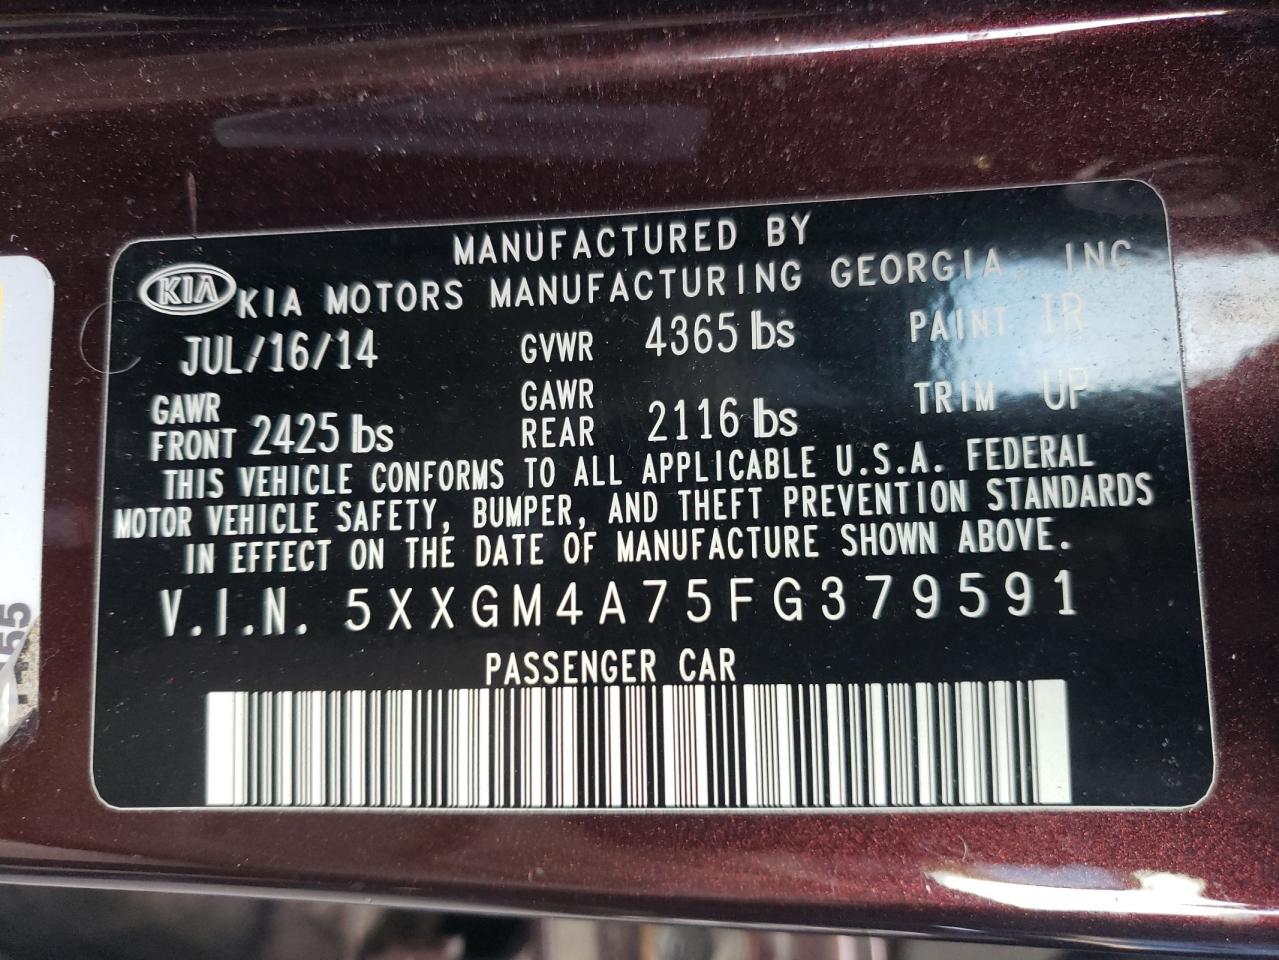 MANUFACTURED BY
KIA KIA MOTORS MANUFACTURING GEORGIA, INC
JUL/16/14 GVWR 4365 lbs PAINT IR
GAWR FRONT 2425 lbs GAWR REAR 2116 lbs TRIM UP
THIS VEHICLE CONFORMS TO ALL APPLICABLE U.S.A. FEDERAL
MOTOR VEHICLE SAFETY, BUMPER, AND THEFT PREVENTION STANDARDS
IN EFFECT ON THE DATE OF MANUFACTURE SHOWN ABOVE.
V.I.N. 5XXGM4A75FG379591
PASSENGER CAR